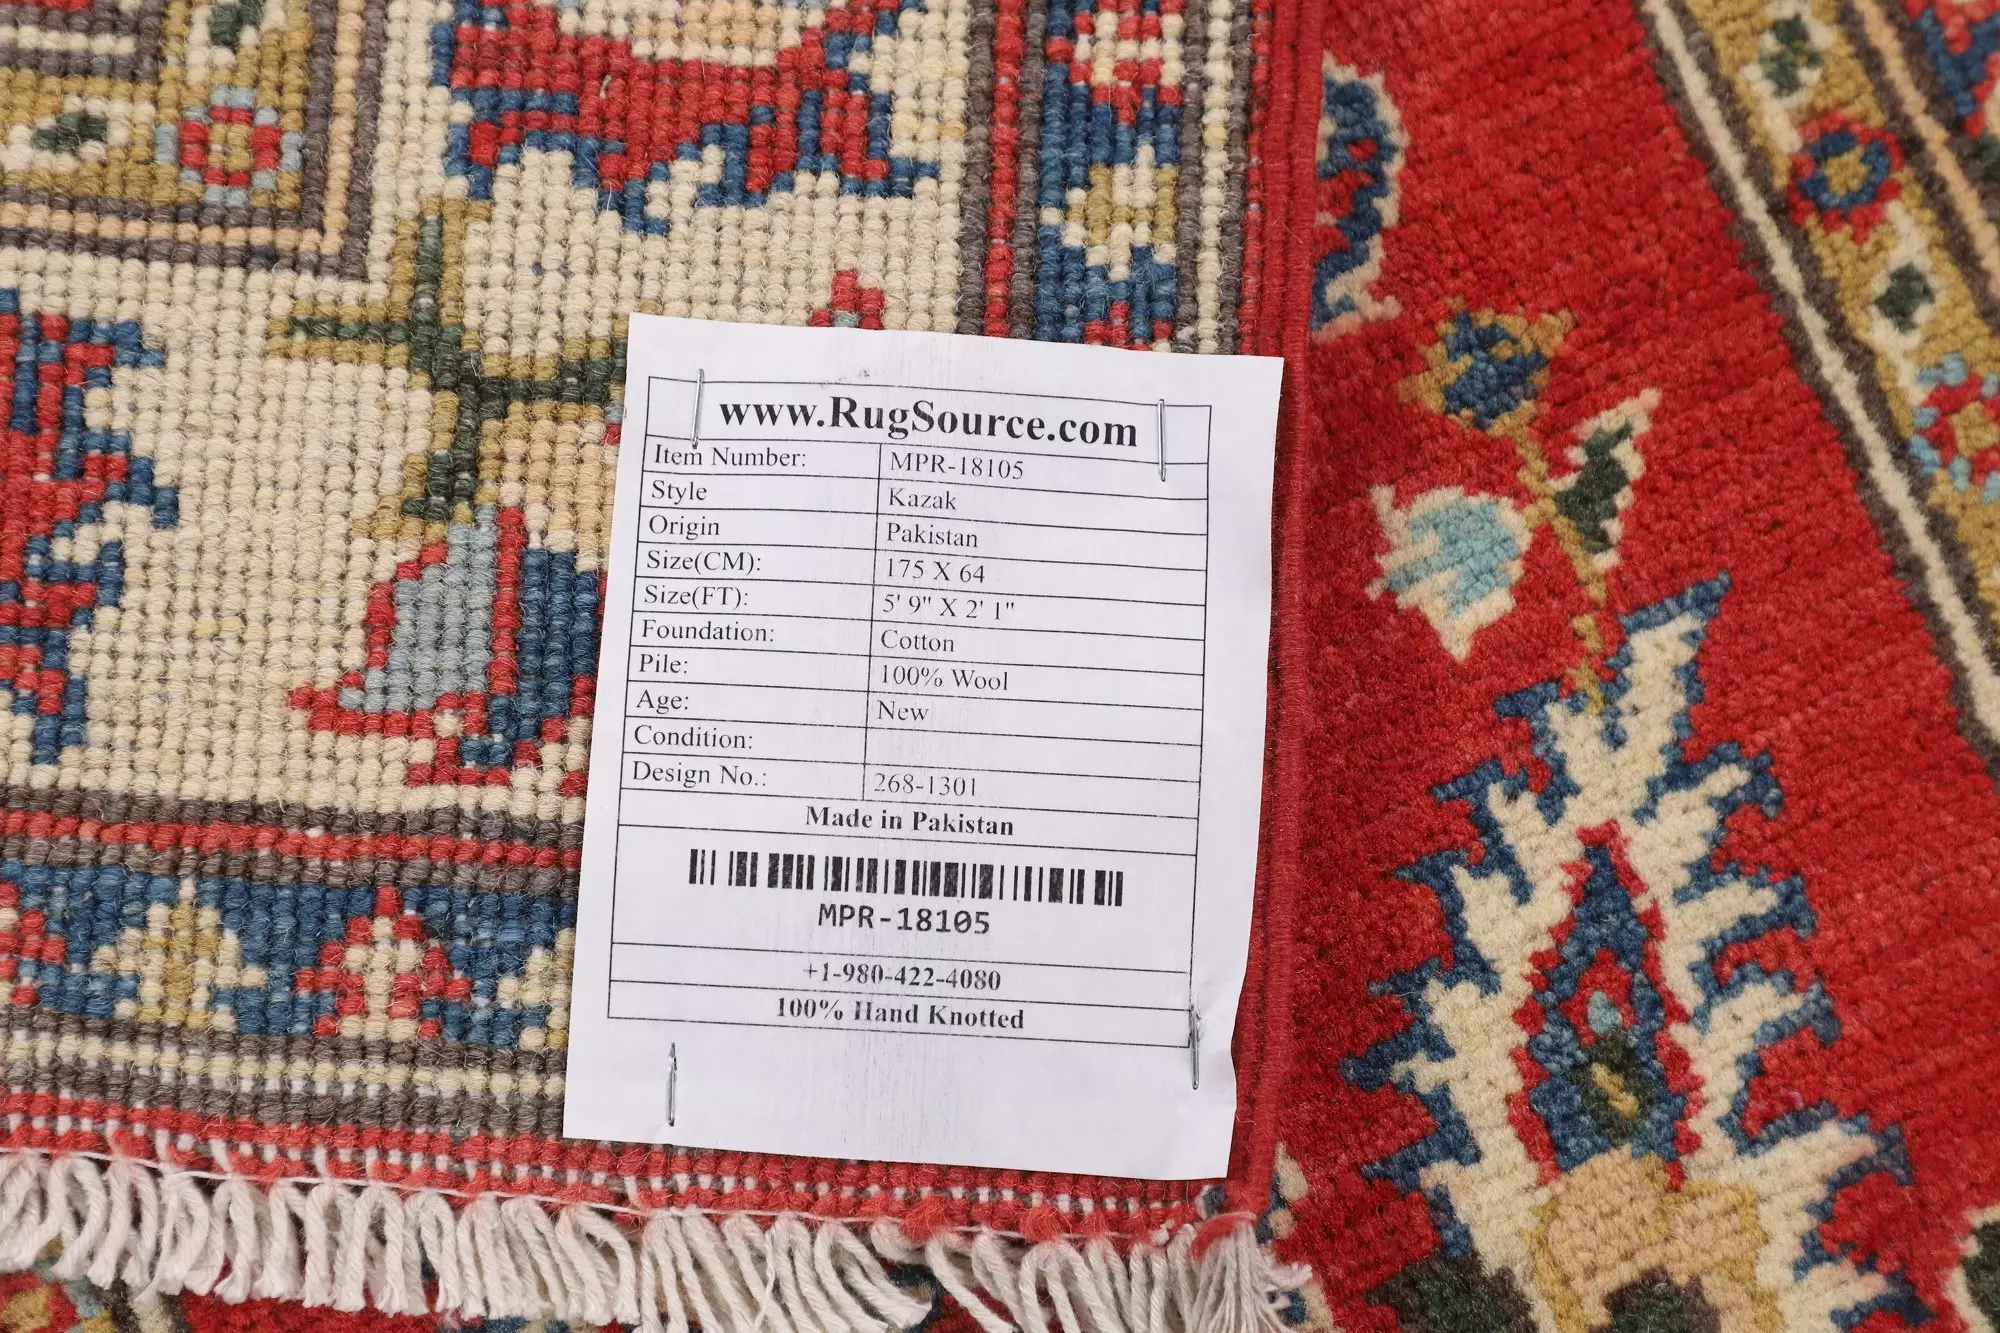 www.RugSource.com
Item Number: MPR-18105
Style Kazak
Origin Pakistan
Size(CM): 175 X 64
Size(FT): 5' 9" X 2' 1"
Foundation: Cotton
Pile: 100% Wool
Age: New
Condition:
Design No.: 268-1301
Made in Pakistan
MPR-18105
+1-980-422-4080
100% Hand Knotted